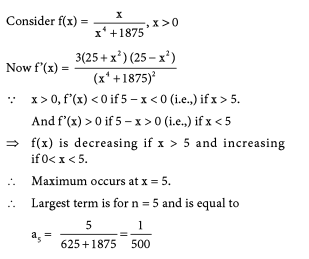 Consider f(x) = x / (x⁴ + 1875), x > 0
Now f'(x) = 3(25 + x²)(25 − x²) / (x⁴ + 1875)²
∵ x > 0, f'(x) < 0 if 5 − x < 0 (i.e.,) if x > 5.
And f'(x) > 0 if 5 − x > 0 (i.e.,) if x < 5
⇒ f(x) is decreasing if x > 5 and increasing
if 0 < x < 5.
∴ Maximum occurs at x = 5.
∴ Largest term is for n = 5 and is equal to
a₅ = 5 / (625 + 1875) = 1 / 500